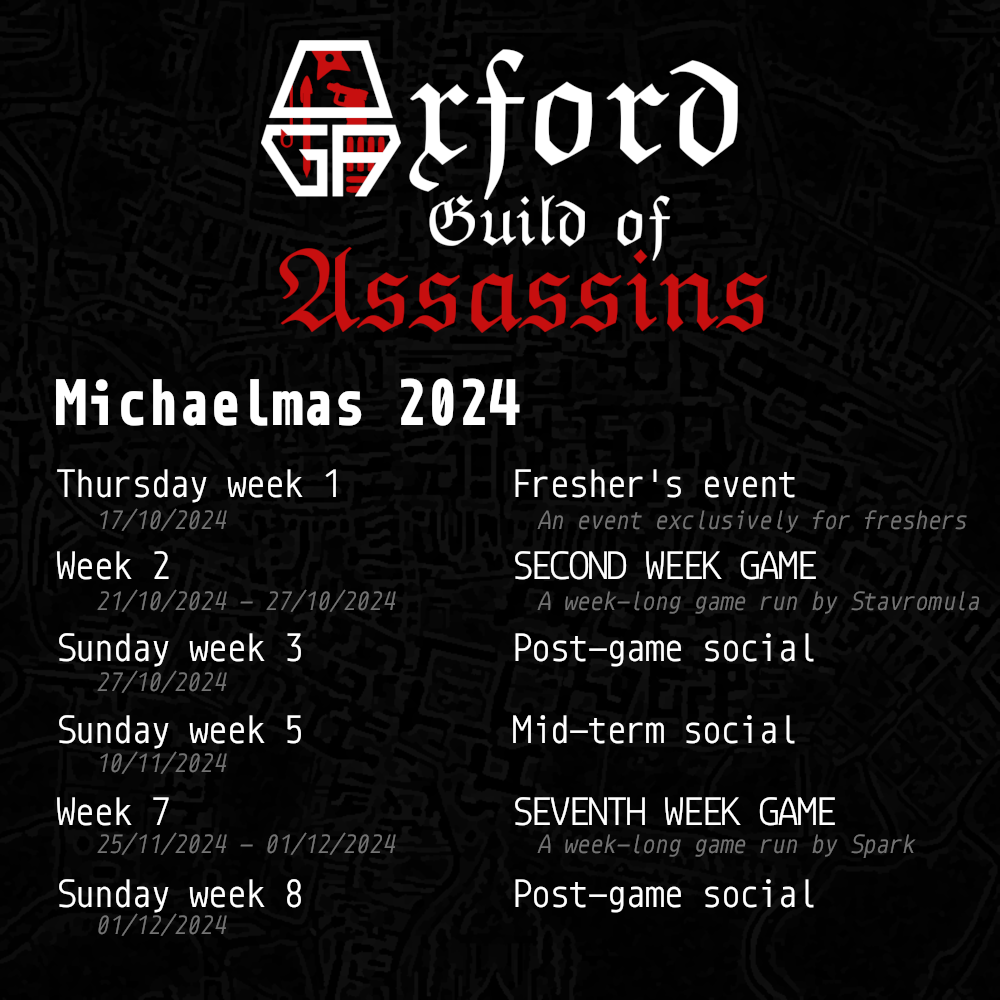 OGA Oxford
Guild of
Assassins
Michaelmas 2024
Thursday week 1 Fresher's event
17/10/2024 An event exclusively for freshers
Week 2 SECOND WEEK GAME
21/10/2024 – 27/10/2024 A week–long game run by Stavromula
Sunday week 3 Post–game social
27/10/2024
Sunday week 5 Mid–term social
10/11/2024
Week 7 SEVENTH WEEK GAME
25/11/2024 – 01/12/2024 A week–long game run by Spark
Sunday week 8 Post–game social
01/12/2024